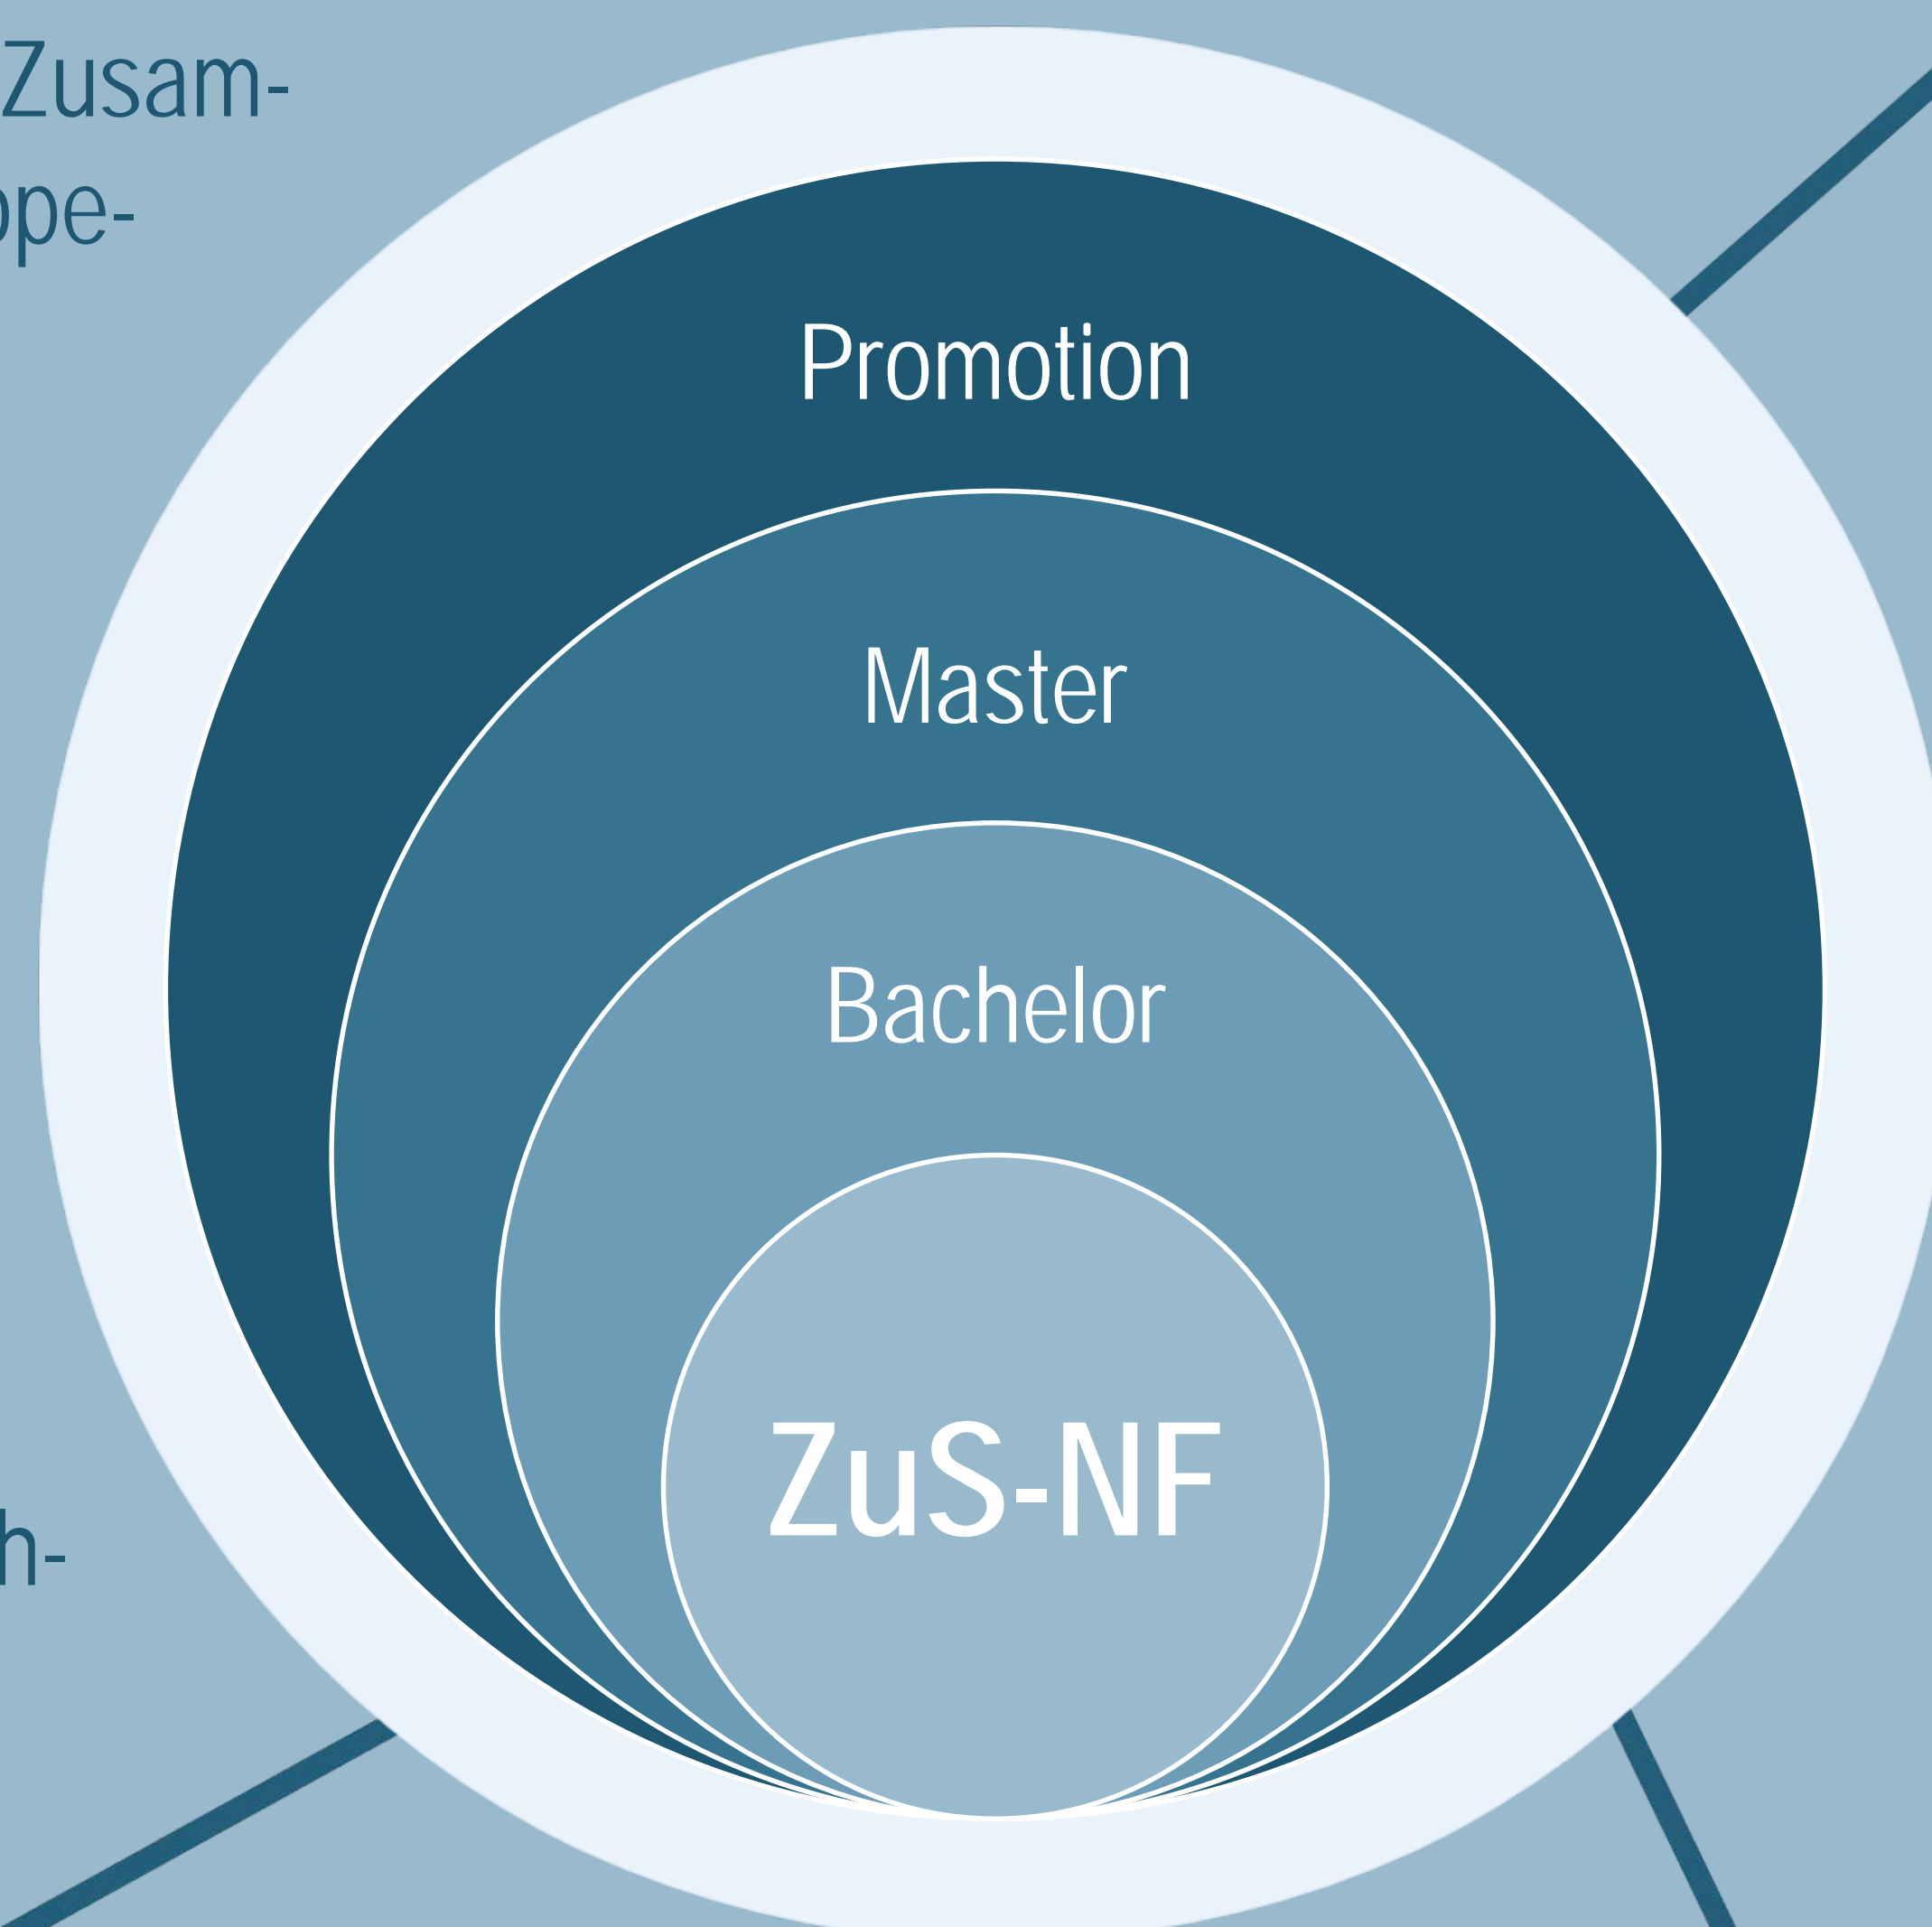 Zusam-
pe-
Promotion
Master
Bachelor
ZuS-NF
h-